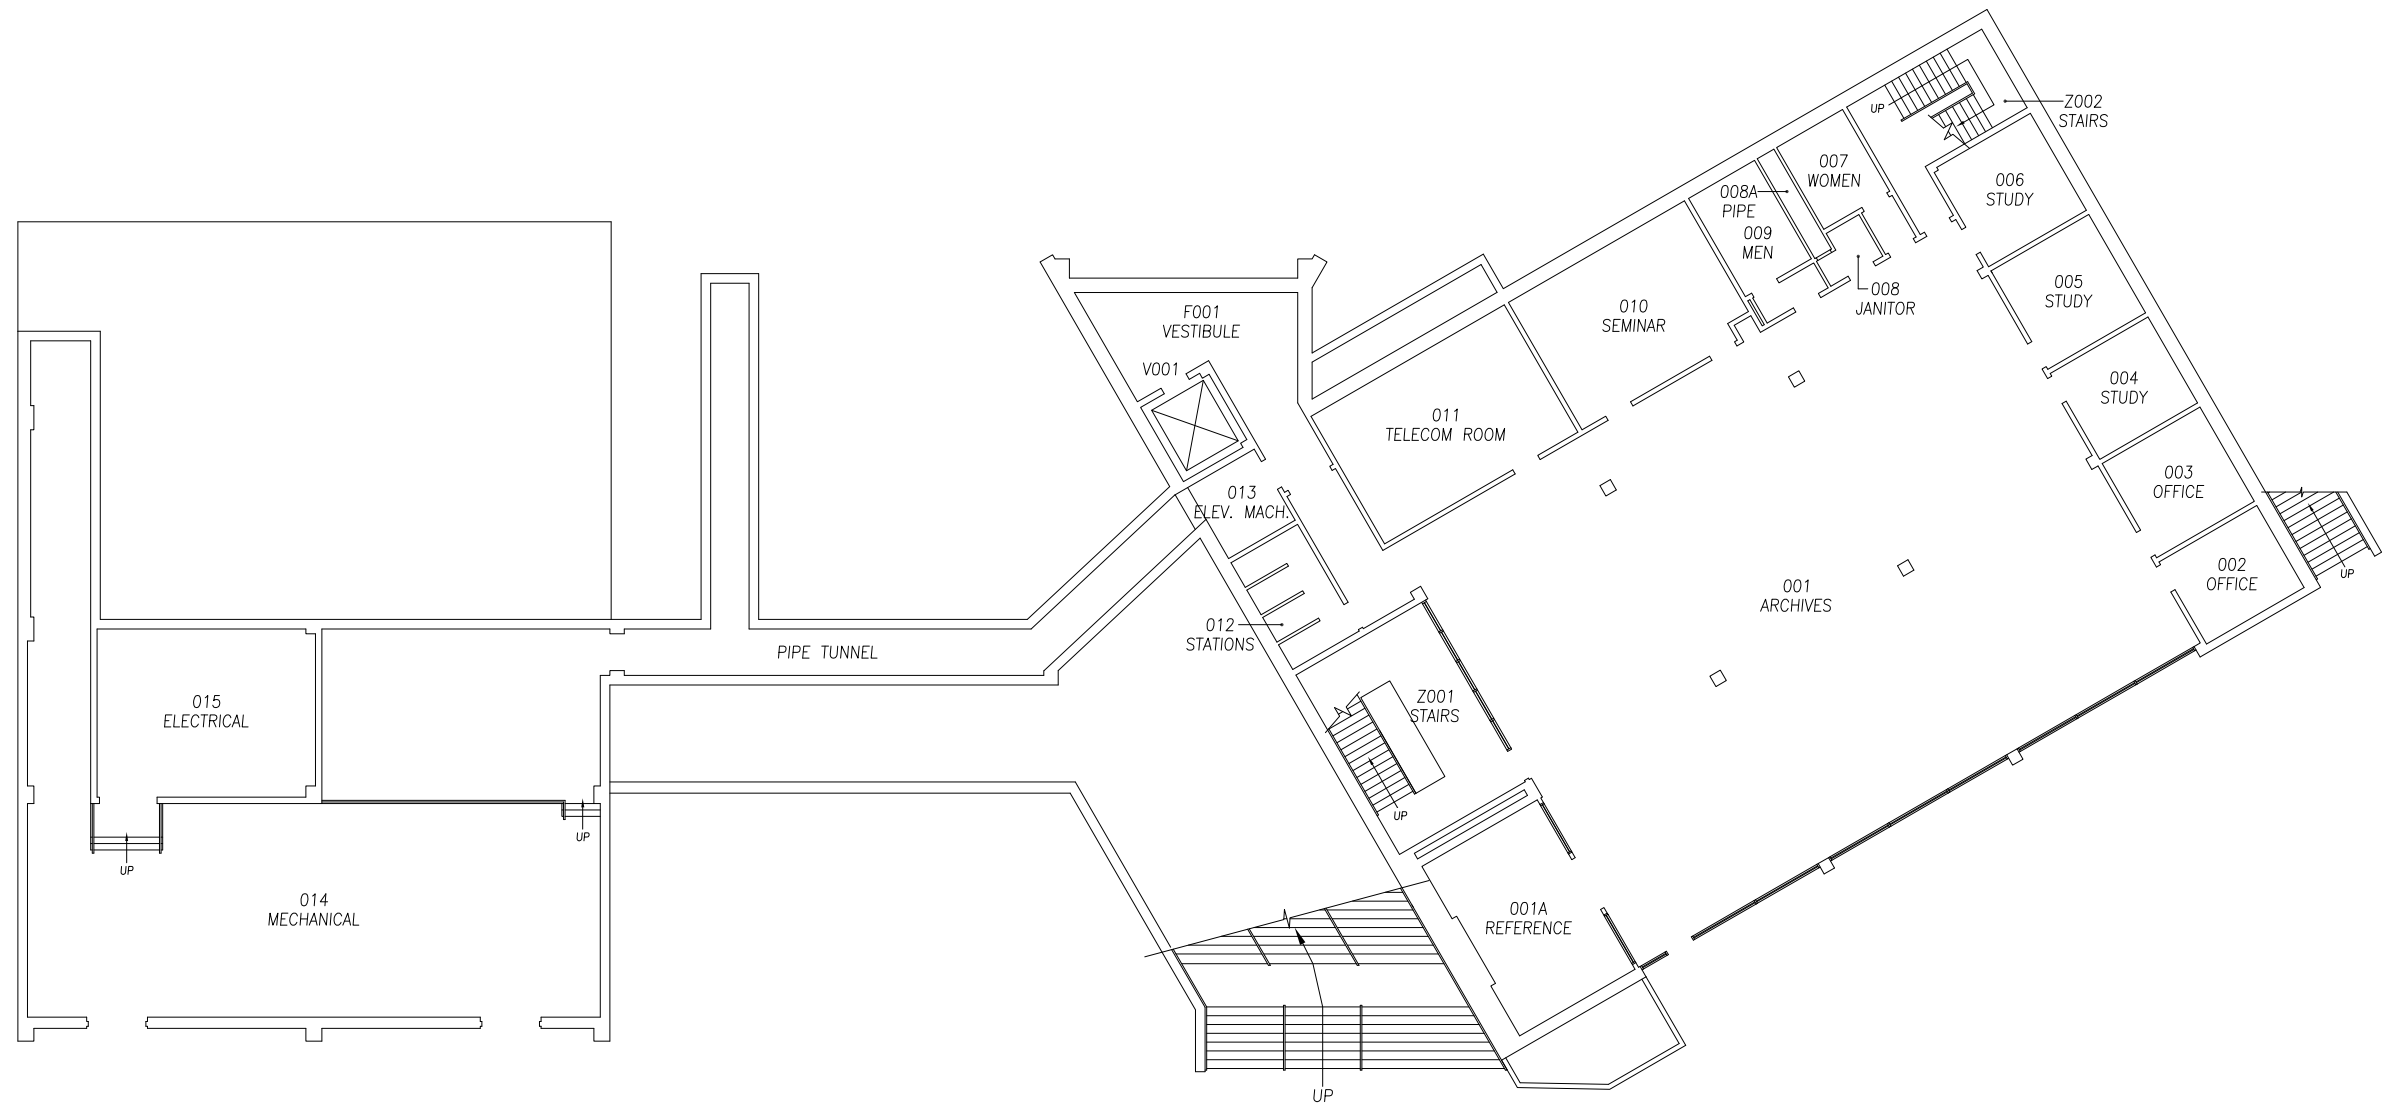 UP
Z002
STAIRS
007
WOMEN
006
STUDY
008A
PIPE
009
MEN
005
STUDY
008
JANITOR
F001
VESTIBULE
010
SEMINAR
V001
004
STUDY
011
TELECOM ROOM
003
OFFICE
013
ELEV. MACH.
002
OFFICE
UP
001
ARCHIVES
012
STATIONS
PIPE TUNNEL
015
ELECTRICAL
Z001
STAIRS
UP
UP
UP
014
MECHANICAL
001A
REFERENCE
UP